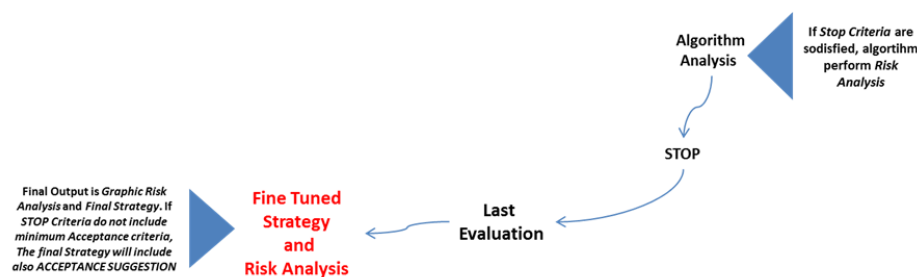 Algorithm
Analysis
If Stop Criteria are
sodisfied, algortihm
perform Risk
Analysis
STOP
Last
Evaluation
Fine Tuned
Strategy
and
Risk Analysis
Final Output is Graphic Risk
Analysis and Final Strategy. If
STOP Criteria do not include
minimum Acceptance criteria,
The final Strategy will include
also ACCEPTANCE SUGGESTION